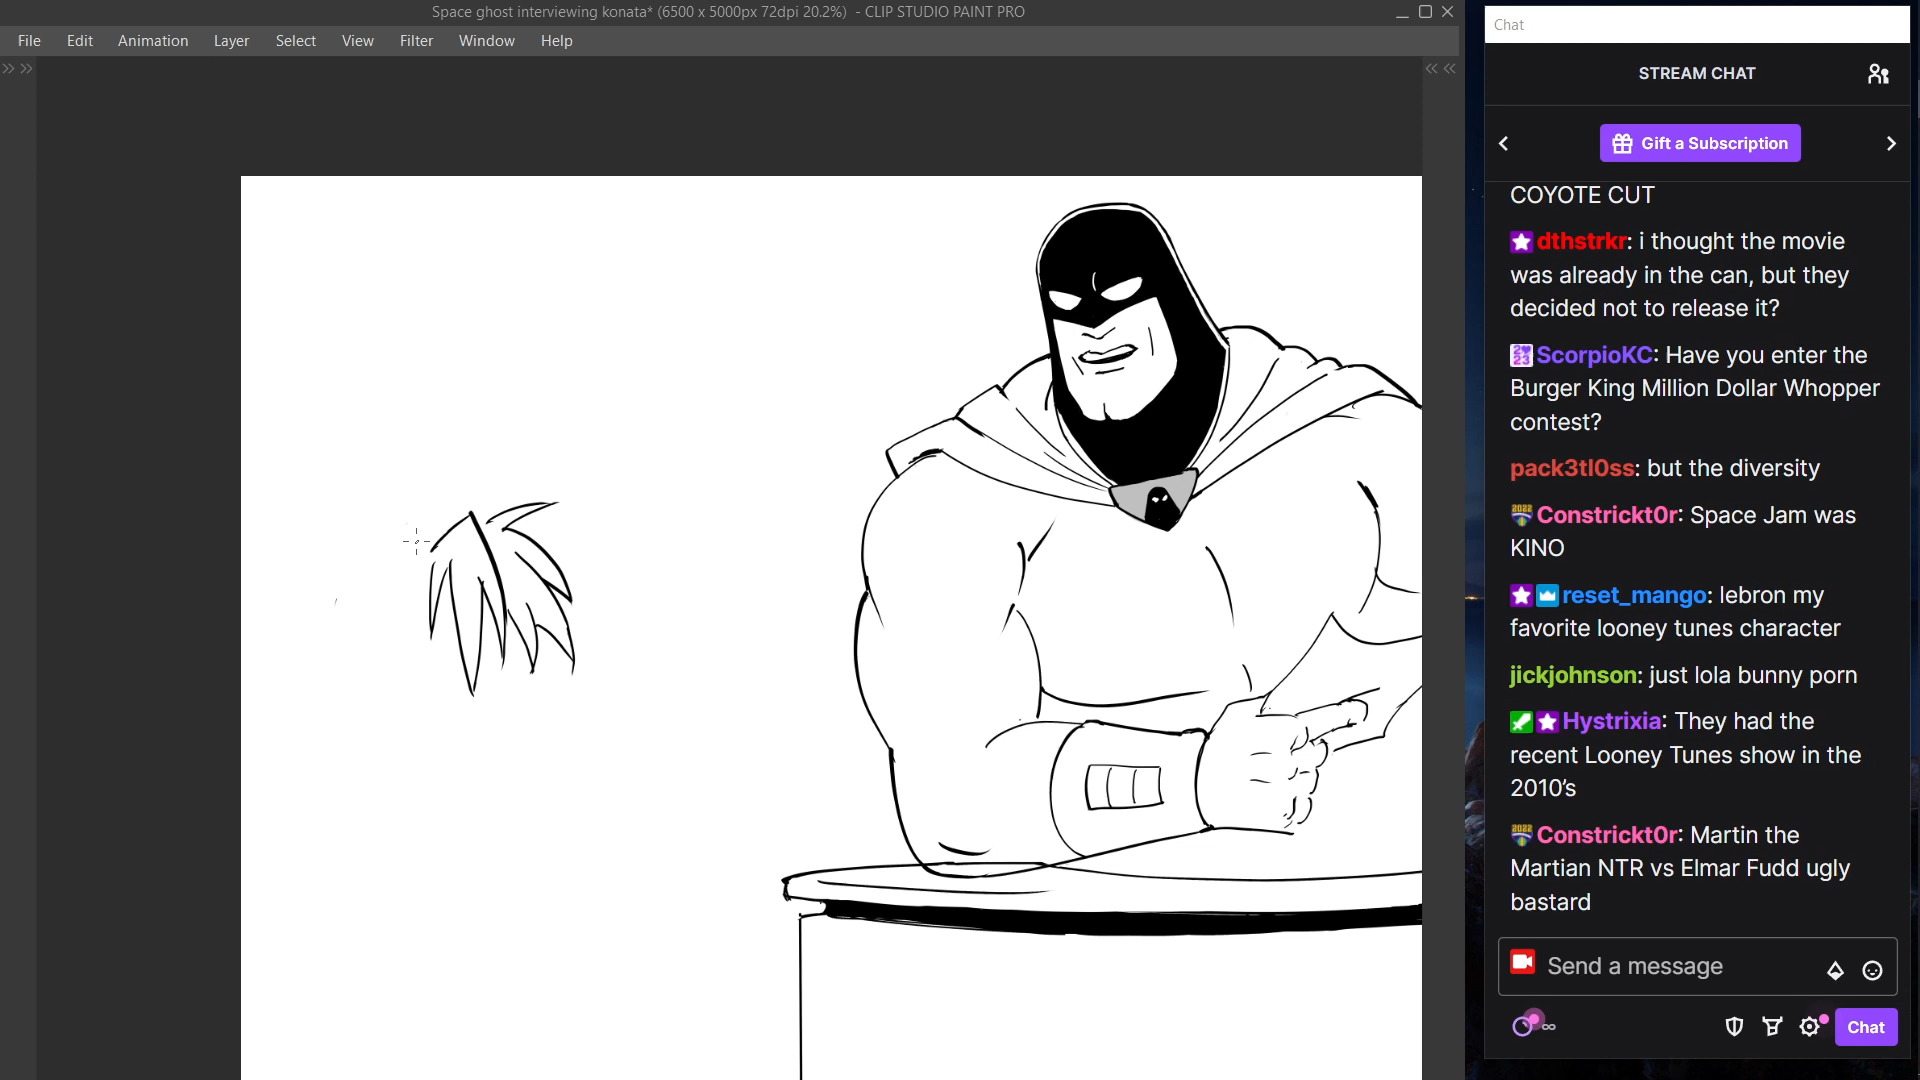 Space ghost interviewing konata* (6500 x 5000px 72dpi 20.2%) - CLIP STUDIO PAINT PRO
File Edit Animation Layer Select View Filter Window Help
Chat
STREAM CHAT
Gift a Subscription
COYOTE CUT
dthstrkr: i thought the movie
was already in the can, but they
decided not to release it?
ScorpioKC: Have you enter the
Burger King Million Dollar Whopper
contest?
pack3tl0ss: but the diversity
Constrickt0r: Space Jam was
KINO
reset_mango: lebron my
favorite looney tunes character
jickjohnson: just lola bunny porn
Hystrixia: They had the
recent Looney Tunes show in the
2010's
Constrickt0r: Martin the
Martian NTR vs Elmar Fudd ugly
bastard
Send a message
Chat